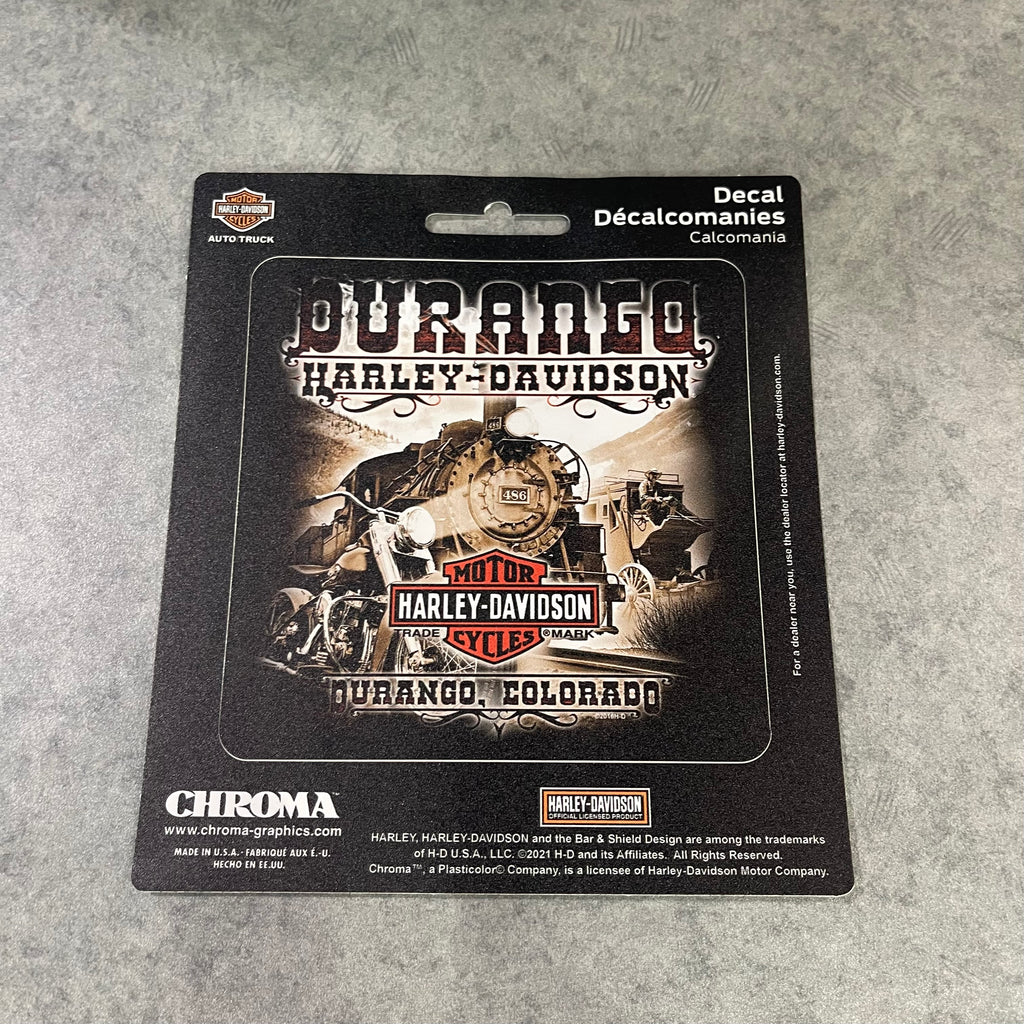 MOTOR
HARLEY-DAVIDSON
CYCLES
AUTO TRUCK
Decal
Décalcomanies
Calcomania
DURANGO
HARLEY-DAVIDSON
486
486
MOTOR
HARLEY-DAVIDSON
TRADE CYCLES ®MARK
DURANGO, COLORADO
©2016H-D™
For a dealer near you, use the dealer locator at harley-davidson.com.
CHROMA™
www.chroma-graphics.com
MADE IN U.S.A. - FABRIQUÉ AUX É.-U.
HECHO EN EE.UU.
HARLEY-DAVIDSON
OFFICIAL LICENSED PRODUCT
HARLEY, HARLEY-DAVIDSON and the Bar & Shield Design are among the trademarks
of H-D U.S.A., LLC. ©2021 H-D and its Affiliates. All Rights Reserved.
Chroma™, a Plasticolor© Company, is a licensee of Harley-Davidson Motor Company.